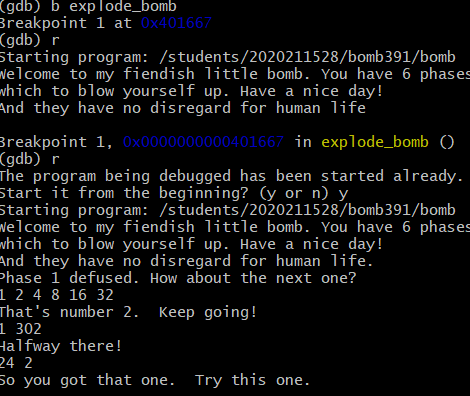 (gdb) b explode_bomb
Breakpoint 1 at 0x401667
(gdb) r
Starting program: /students/2020211528/bomb391/bomb
Welcome to my fiendish little bomb. You have 6 phases
which to blow yourself up. Have a nice day!
And they have no disregard for human life

Breakpoint 1, 0x0000000000401667 in explode_bomb ()
(gdb) r
The program being debugged has been started already.
Start it from the beginning? (y or n) y
Starting program: /students/2020211528/bomb391/bomb
Welcome to my fiendish little bomb. You have 6 phases
which to blow yourself up. Have a nice day!
And they have no disregard for human life.
Phase 1 defused. How about the next one?
1 2 4 8 16 32
That's number 2.  Keep going!
1 302
Halfway there!
24 2
So you got that one.  Try this one.